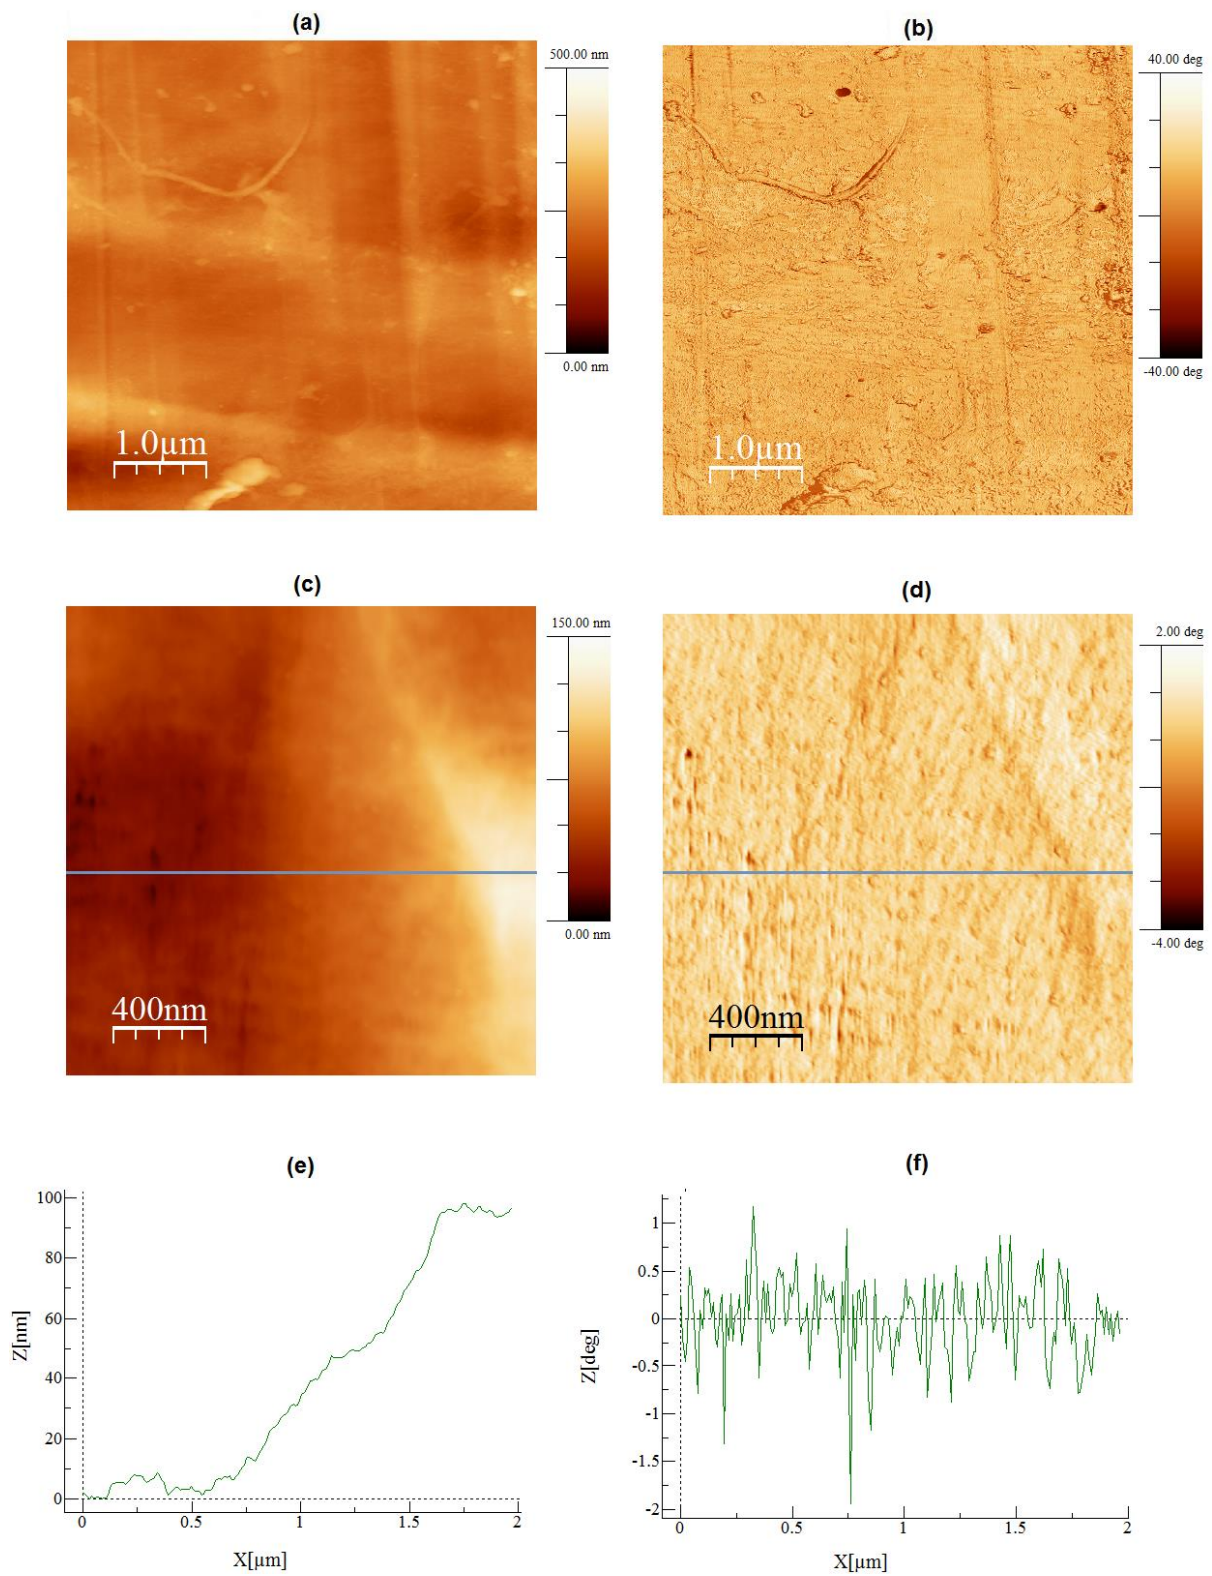 (a)
(b)
500.00 nm
0.00 nm
1.0µm
40.00 deg
-40.00 deg
1.0µm
(c)
(d)
150.00 nm
0.00 nm
400nm
2.00 deg
-4.00 deg
400nm
(e)
(f)
100
80
60
40
20
0
Z[nm]
0 0.5 1 1.5 2
X[µm]
1
0.5
0
-0.5
-1
-1.5
-2
Z[deg]
0 0.5 1 1.5 2
X[µm]